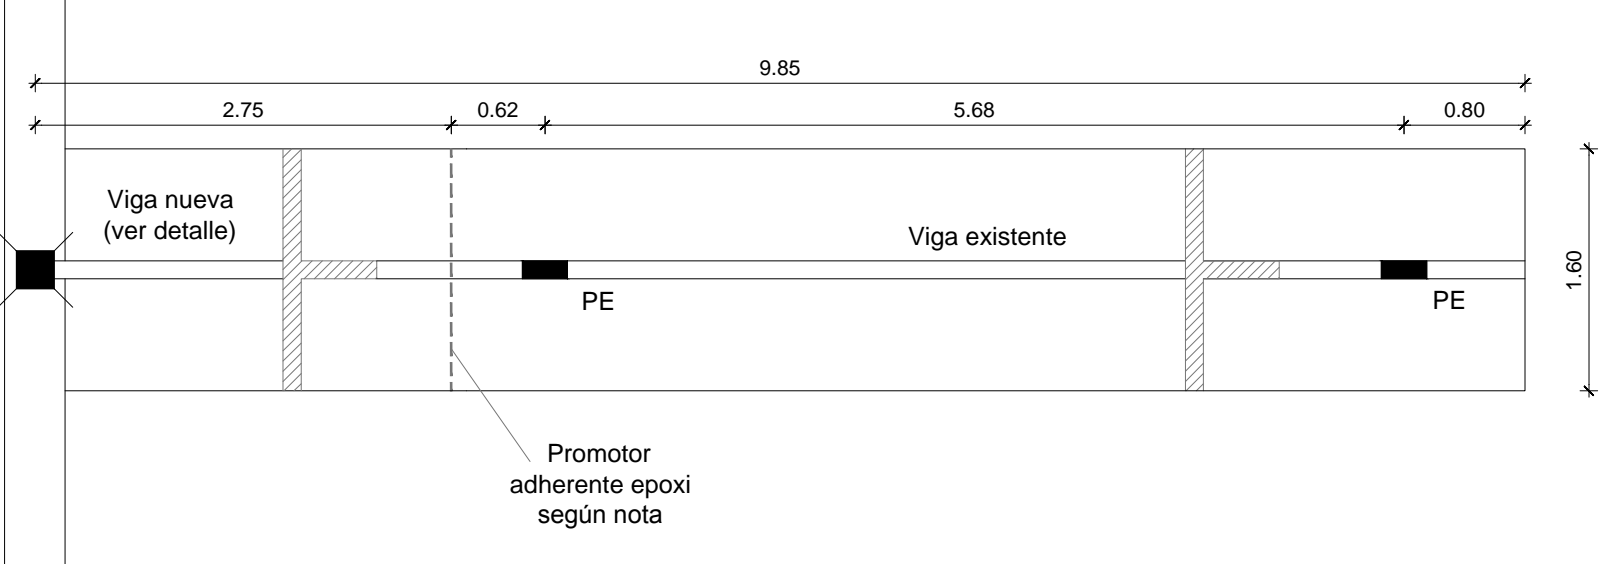 9.85
2.75
0.62
5.68
0.80
Viga nueva
(ver detalle)
Viga existente
1.60
PE
PE
Promotor
adherente epoxi
según nota